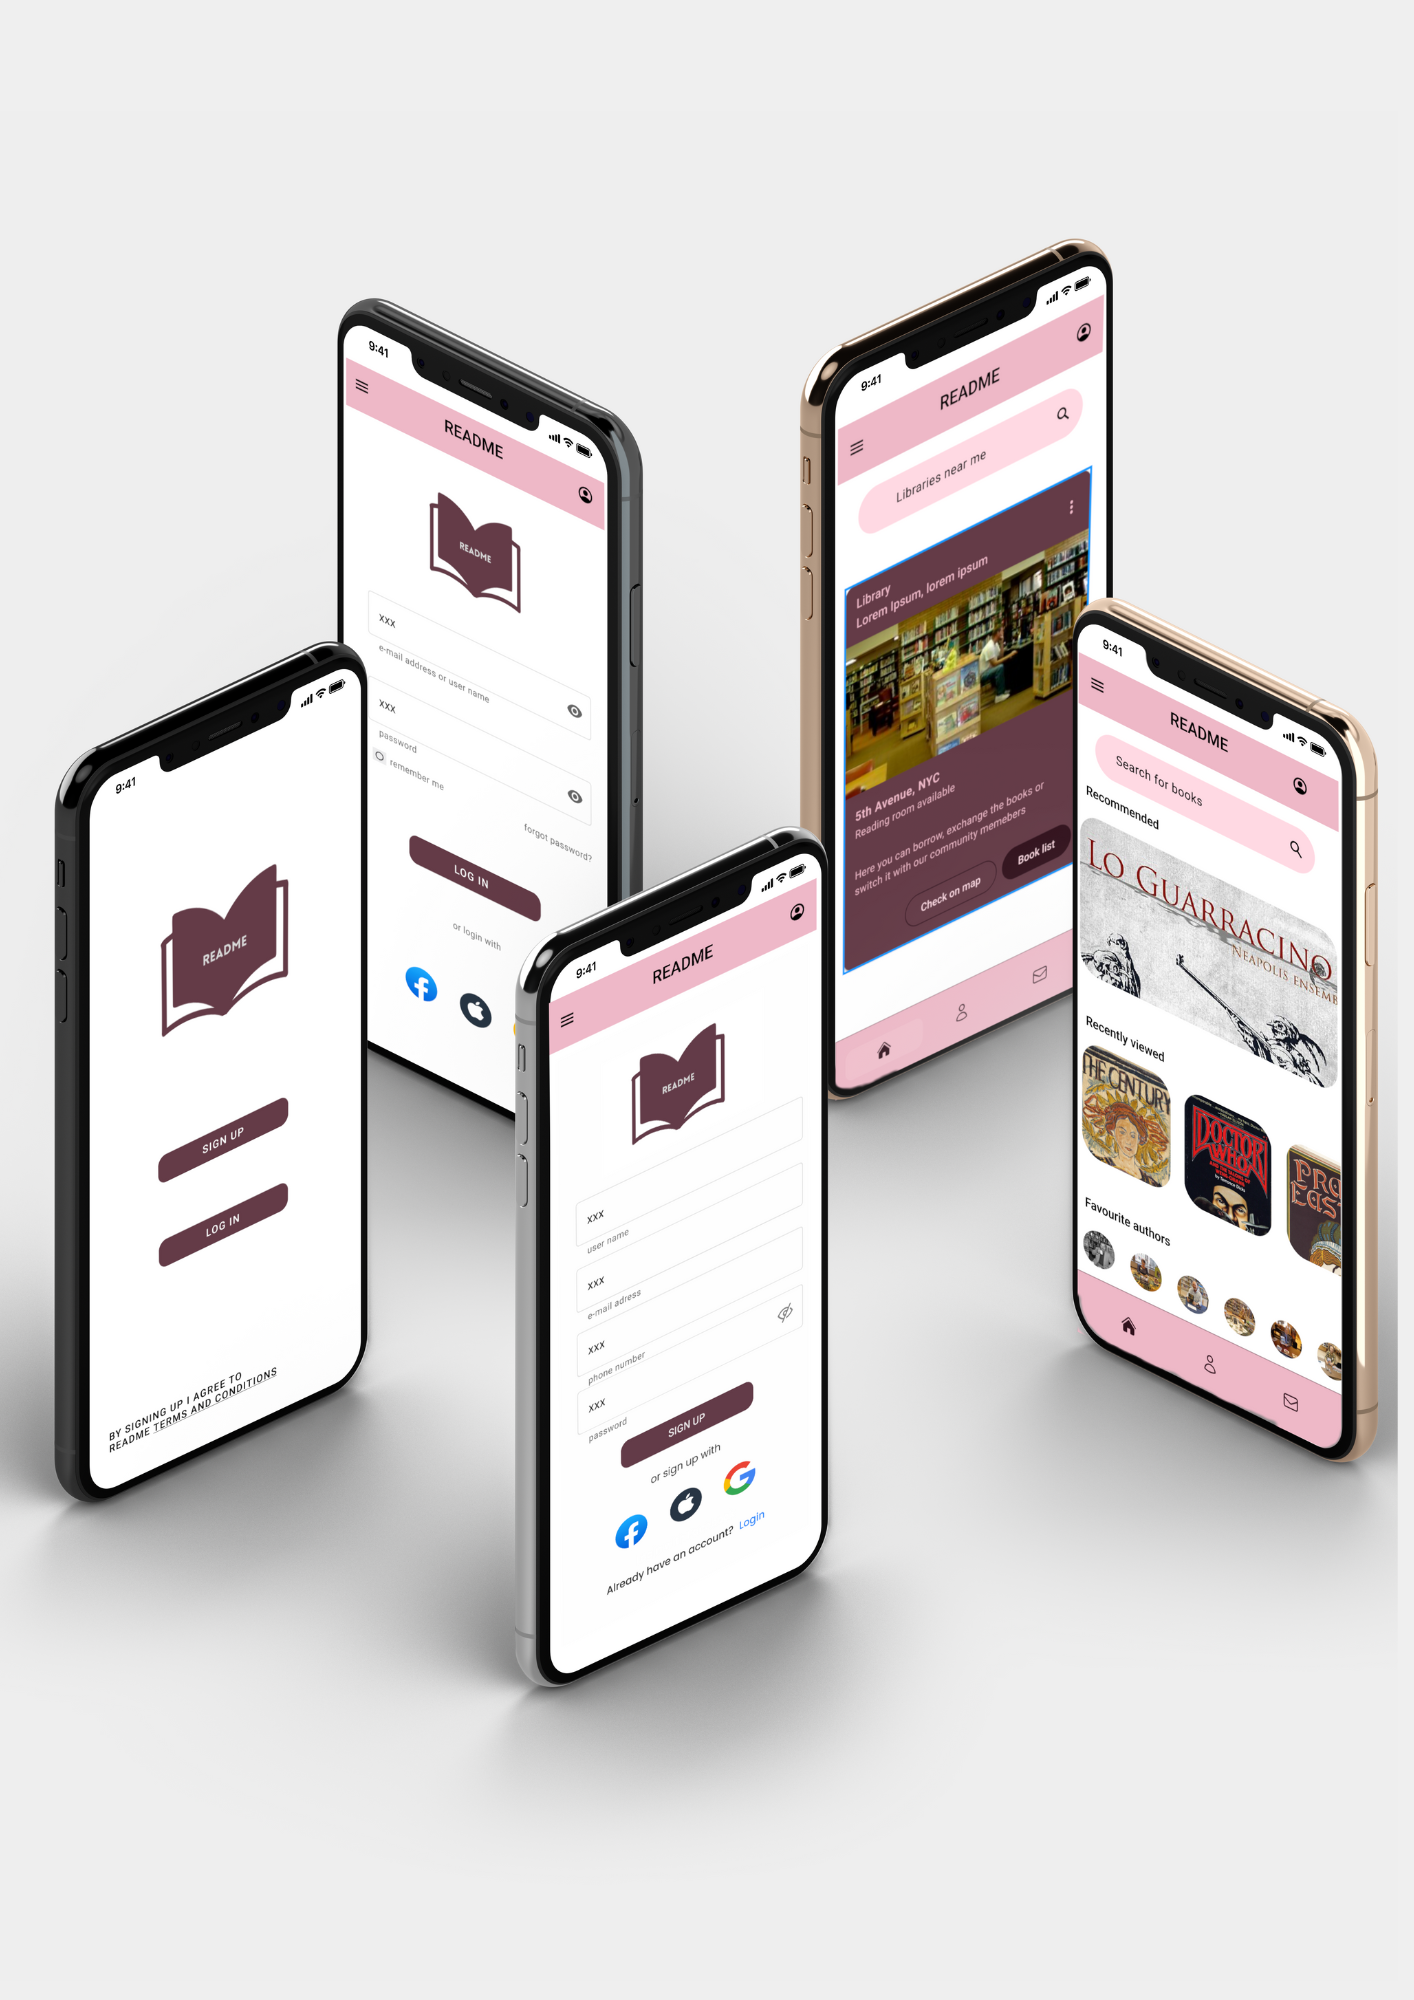 9:41
README
README
xxx
e-mail address or user name
xxx
password
remember me
forgot password?
LOG IN
or login with
9:41
README
Libraries near me
Library
Lorem Ipsum, lorem ipsum
5th Avenue, NYC
Reading room available
Here you can borrow, exchange the books or
switch it with our community memebers
Check on map
Book list
9:41
README
SIGN UP
LOG IN
BY SIGNING UP I AGREE TO
README TERMS AND CONDITIONS
9:41
README
README
xxx
user name
xxx
e-mail adress
xxx
phone number
xxx
password
SIGN UP
or sign up with
Already have an account? Login
9:41
README
Search for books
Recommended
LO GUARRACINO
NEAPOLIS ENSEMB
Recently viewed
THE CENTURY
DOCTOR
WHO
by Terrance Dicks
PRO
EAS
Favourite authors